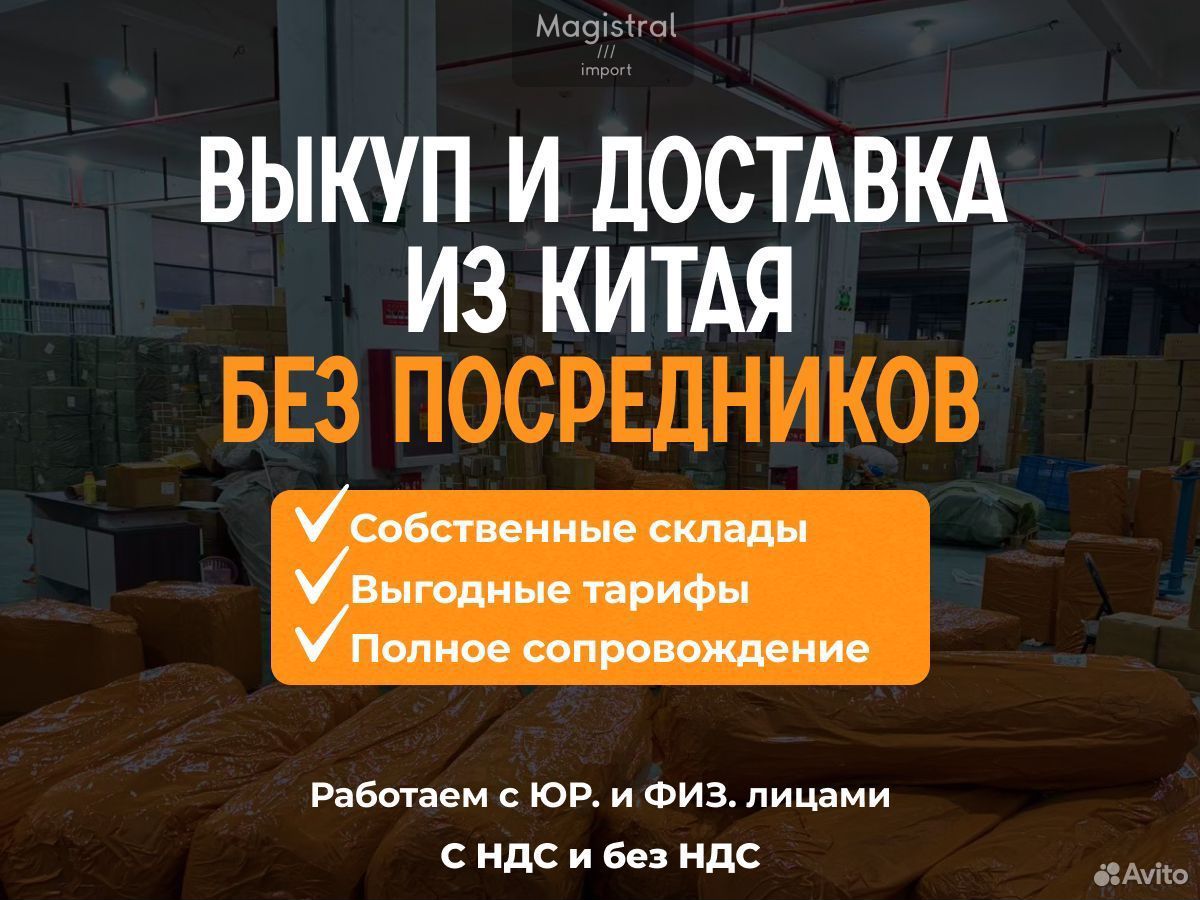 Magistral
///
import
ВЫКУП И ДОСТАВКА
ИЗ КИТАЯ
БЕЗ ПОСРЕДНИКОВ
Собственные склады
Выгодные тарифы
Полное сопровождение
Работаем с ЮР. и ФИЗ. лицами
С НДС и без НДС
Avito